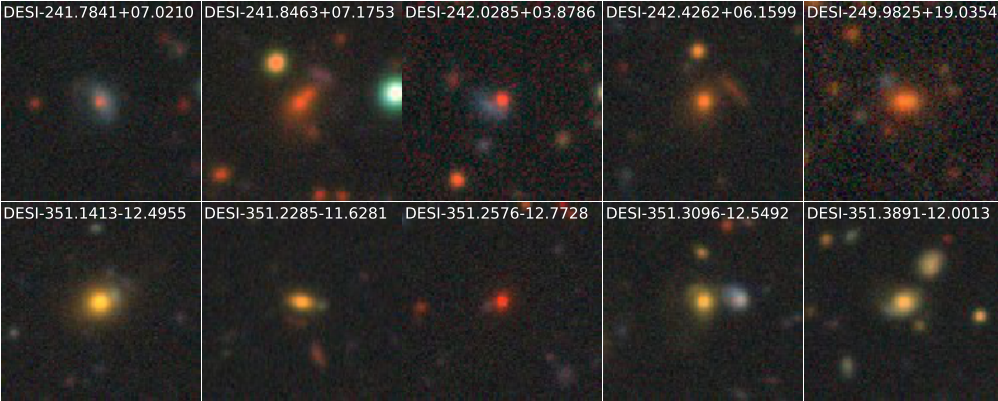 DESI-241.7841+07.0210
DESI-241.8463+07.1753
DESI-242.0285+03.8786
DESI-242.4262+06.1599
DESI-249.9825+19.0354
DESI-351.1413-12.4955
DESI-351.2285-11.6281
DESI-351.2576-12.7728
DESI-351.3096-12.5492
DESI-351.3891-12.0013